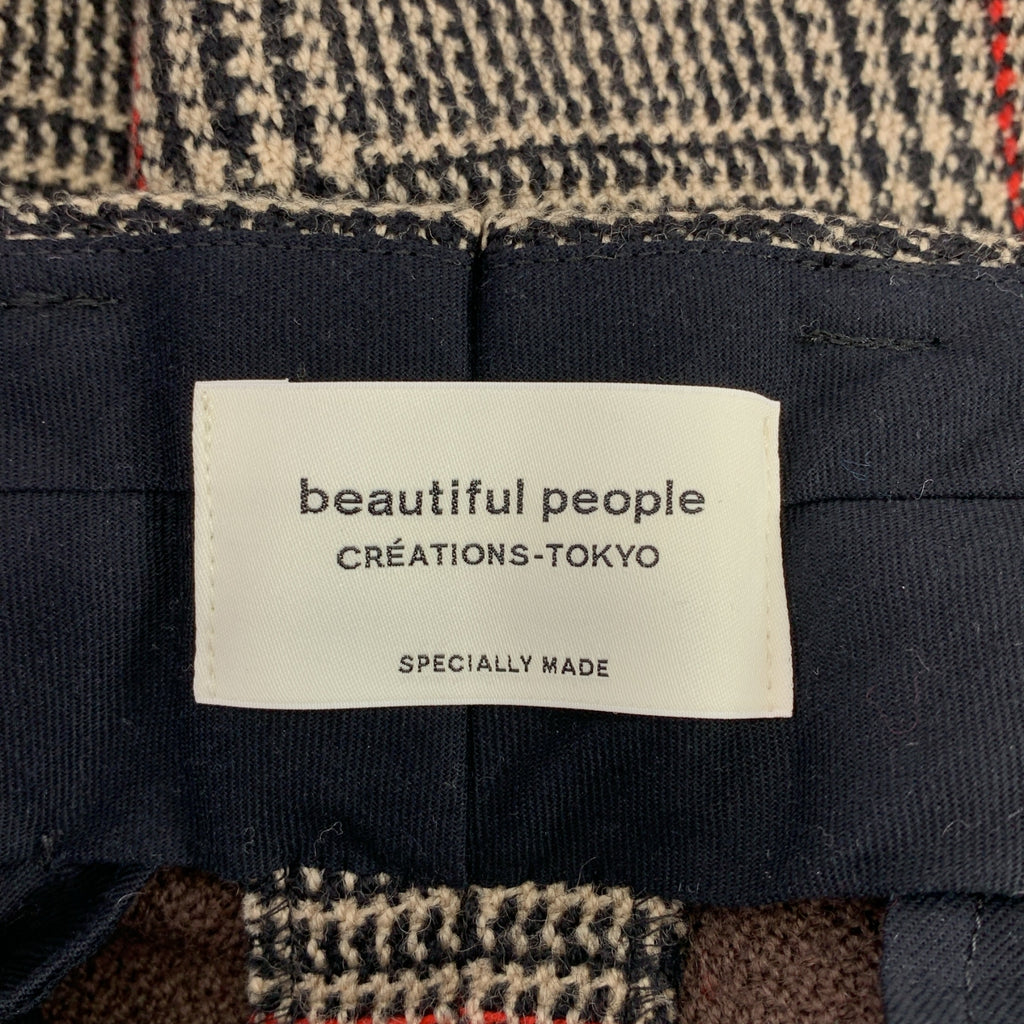 beautiful people
CRÉATIONS-TOKYO
SPECIALLY MADE